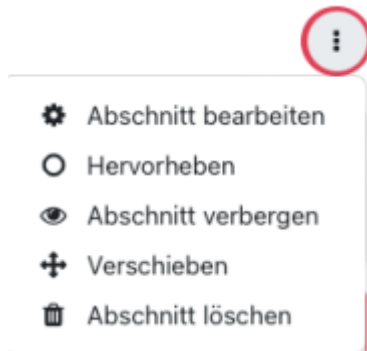 Abschnitt bearbeiten
Hervorheben
Abschnitt verbergen
Verschieben
Abschnitt löschen